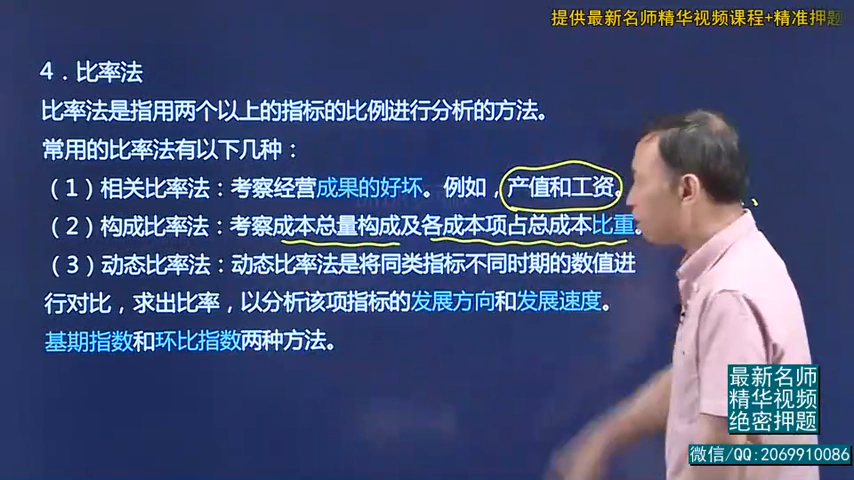 提供最新名师精华视频课程+精准押题
4．比率法
比率法是指用两个以上的指标的比例进行分析的方法。
常用的比率法有以下几种：
（1）相关比率法：考察经营成果的好坏。例如，产值和工资。
（2）构成比率法：考察成本总量构成及各成本项占总成本比重。
（3）动态比率法：动态比率法是将同类指标不同时期的数值进
行对比，求出比率，以分析该项指标的发展方向和发展速度。
基期指数和环比指数两种方法。
最新名师
精华视频
绝密押题
微信/QQ:2069910086